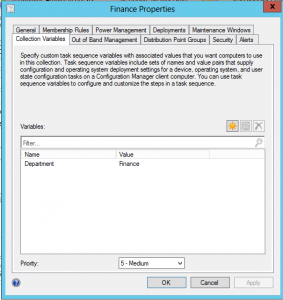 Finance Properties
General
Membership Rules
Power Management
Deployments
Maintenance Windows
Collection Variables
Out of Band Management
Distribution Point Groups
Security
Alerts
Specify custom task sequence variables with associated values that you want computers to use
in this collection. Task sequence variables include sets of names and value pairs that supply
configuration and operating system deployment settings for a device, operating system, and user
state configuration tasks on a Configuration Manager client computer. You can use task
sequence variables to configure and customize the steps in a task sequence.
Variables:
Filter...
Name Value
Department Finance
Priority: 5 - Medium
OK Cancel Apply